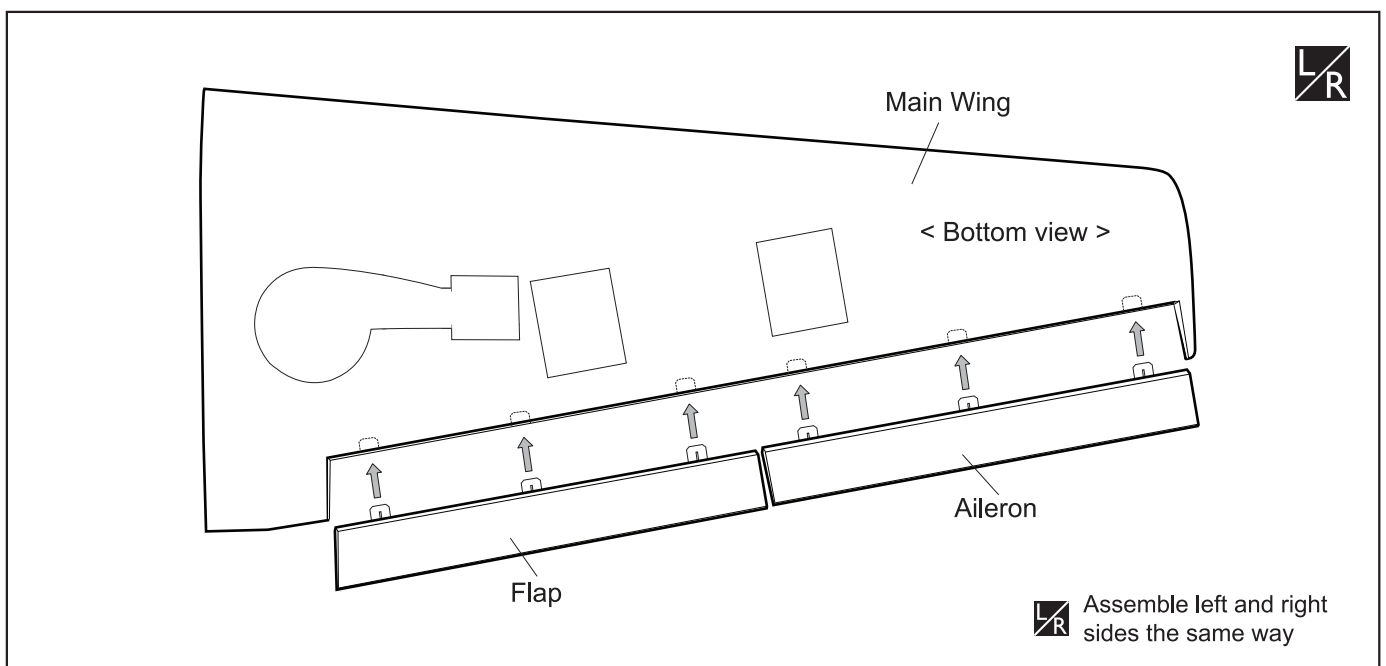 L/R
Main Wing
< Bottom view >
Aileron
Flap
L/R
Assemble left and right
sides the same way